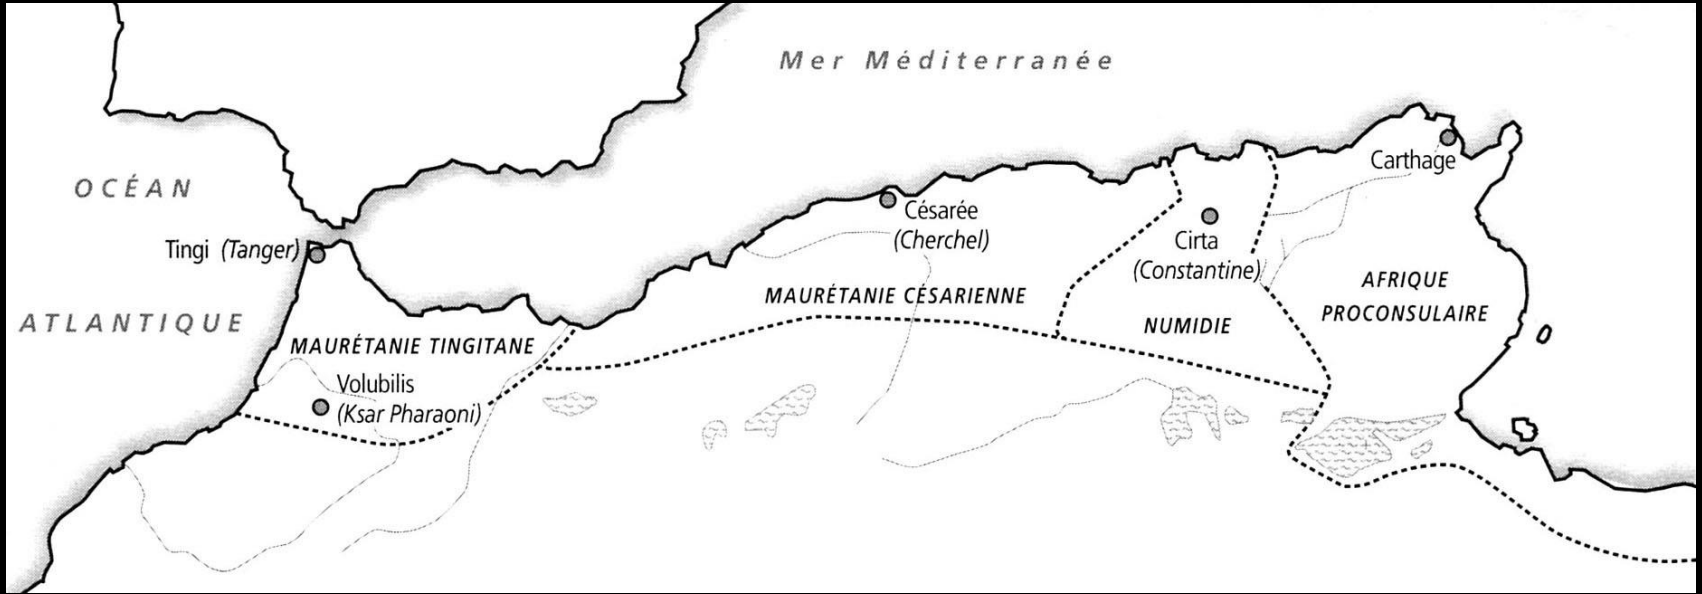 Mer Méditerranée
OCÉAN
ATLANTIQUE
Tingi (Tanger)
MAURÉTANIE TINGITANE
Volubilis
(Ksar Pharaoni)
Césarée
(Cherchel)
MAURÉTANIE CÉSARIENNE
Cirta
(Constantine)
NUMIDIE
Carthage
AFRIQUE
PROCONSULAIRE